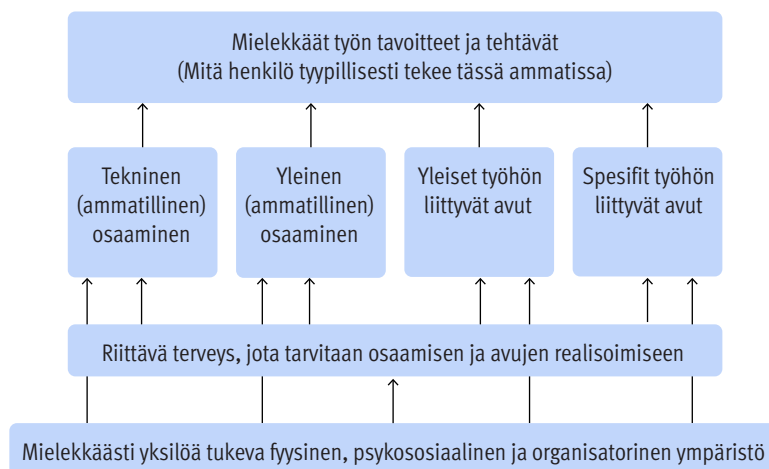 Mielekkäät työn tavoitteet ja tehtävät
(Mitä henkilö tyypillisesti tekee tässä ammatissa)
Tekninen
(ammatillinen)
osaaminen
Yleinen
(ammatillinen)
osaaminen
Yleiset työhön
liittyvät avut
Spesifit työhön
liittyvät avut
Riittävä terveys, jota tarvitaan osaamisen ja avujen realisoimiseen
Mielekkäästi yksilöä tukeva fyysinen, psykososiaalinen ja organisatorinen ympäristö